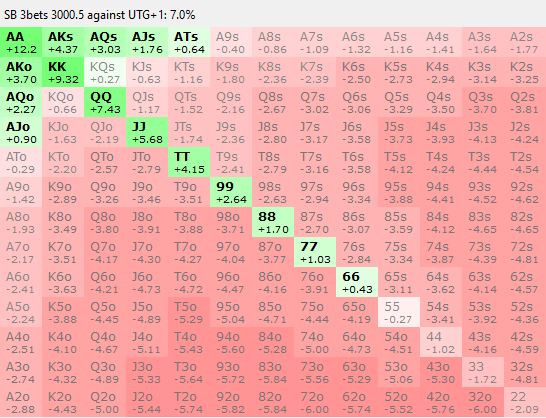 SB 3bets 3000.5 against UTG+1: 7.0%
AA AKs AQs AJs ATs A9s A8s A7s A6s A5s A4s A3s A2s
+12.2 +4.37 +3.03 +1.76 +0.64 -0.40 -0.86 -1.09 -1.32 -1.16 -1.41 -1.64 -1.77
AKo KK KQs KJs KTs K9s K8s K7s K6s K5s K4s K3s K2s
+3.70 +9.32 +0.27 -0.63 -1.16 -1.80 -2.36 -2.39 -2.50 -2.73 -2.94 -3.14 -3.25
AQo KQo QQ QJs QTs Q9s Q8s Q7s Q6s Q5s Q4s Q3s Q2s
+2.27 -0.66 +7.43 -1.17 -1.52 -2.16 -2.67 -3.02 -3.06 -3.29 -3.50 -3.70 -3.81
AJo KJo QJo JJ JTs J9s J8s J7s J6s J5s J4s J3s J2s
+0.90 -1.63 -2.19 +5.68 -1.74 -2.36 -2.80 -3.17 -3.58 -3.73 -3.93 -4.13 -4.24
ATo KTo QTo JTo TT T9s T8s T7s T6s T5s T4s T3s T2s
-0.29 -2.20 -2.57 -2.79 +4.15 -2.41 -2.79 -3.16 -3.58 -4.12 -4.24 -4.44 -4.54
A9o K9o Q9o J9o T9o 99 98s 97s 96s 95s 94s 93s 92s
-1.42 -2.89 -3.26 -3.46 -3.51 +2.64 -2.63 -2.94 -3.34 -3.88 -4.41 -4.52 -4.62
A8o K8o Q8o J8o T8o 98o 88 87s 86s 85s 84s 83s 82s
-1.93 -3.49 -3.80 -3.91 -3.88 -3.71 +1.70 -2.70 -3.07 -3.59 -4.12 -4.65 -4.65
A7o K7o Q7o J7o T7o 97o 87o 77 76s 75s 74s 73s 72s
-2.17 -3.51 -4.17 -4.30 -4.27 -4.04 -3.77 +1.03 -2.84 -3.34 -3.87 -4.39 -4.81
A6o K6o Q6o J6o T6o 96o 86o 76o 66 65s 64s 63s 62s
-2.41 -3.63 -4.21 -4.73 -4.72 -4.47 -4.16 -3.91 +0.43 -3.11 -3.62 -4.14 -4.57
A5o K5o Q5o J5o T5o 95o 85o 75o 65o 55 54s 53s 52s
-2.24 -3.88 -4.45 -4.89 -5.29 -5.04 -4.71 -4.44 -4.19 -0.27 -3.41 -3.92 -4.36
A4o K4o Q4o J4o T4o 94o 84o 74o 64o 54o 44 43s 42s
-2.51 -4.10 -4.67 -5.11 -5.43 -5.60 -5.28 -5.00 -4.73 -4.51 -1.02 -4.16 -4.59
A3o K3o Q3o J3o T3o 93o 83o 73o 63o 53o 43o 33 32s
-2.74 -4.32 -4.89 -5.33 -5.64 -5.72 -5.84 -5.56 -5.29 -5.06 -5.30 -1.72 -4.81
A2o K2o Q2o J2o T2o 92o 82o 72o 62o 52o 42o 32o 22
-2.88 -4.43 -5.00 -5.44 -5.74 -5.82 -5.84 -6.00 -5.74 -5.52 -5.76 -6.00 -2.09